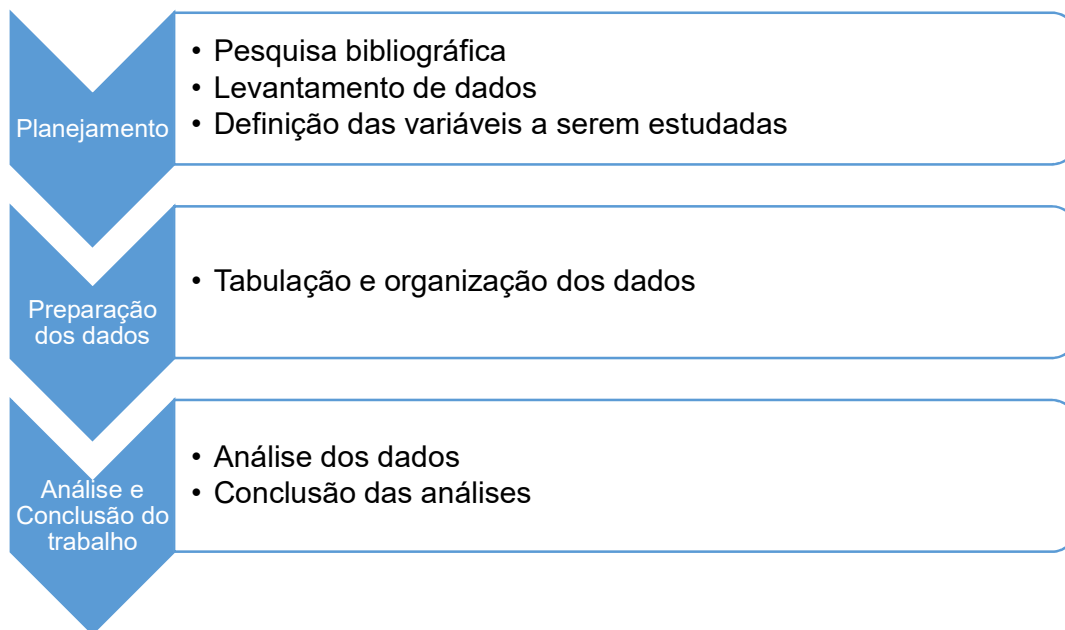 Planejamento
• Pesquisa bibliográfica
• Levantamento de dados
• Definição das variáveis a serem estudadas
Preparação
dos dados
• Tabulação e organização dos dados
Análise e
Conclusão do
trabalho
• Análise dos dados
• Conclusão das análises